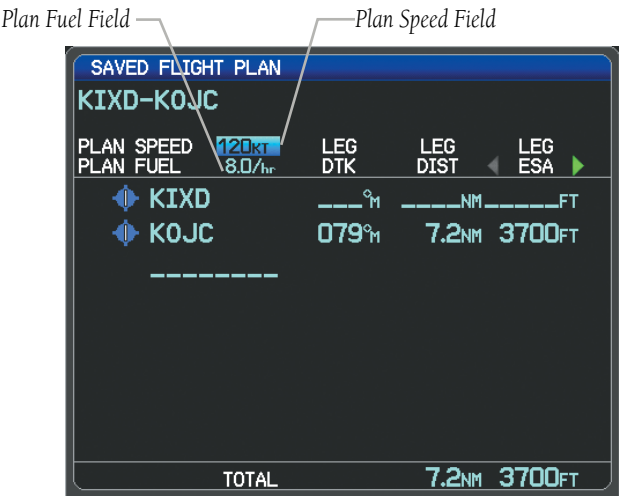 Plan Fuel Field Plan Speed Field
SAVED FLIGHT PLAN
KIXD-KOJC
PLAN SPEED 120KT LEG LEG LEG
PLAN FUEL 8.0/hr DTK DIST ESA
KIXD ___°M ____NM _____FT
KOJC 079°M 7.2NM 3700FT
________
TOTAL 7.2NM 3700FT